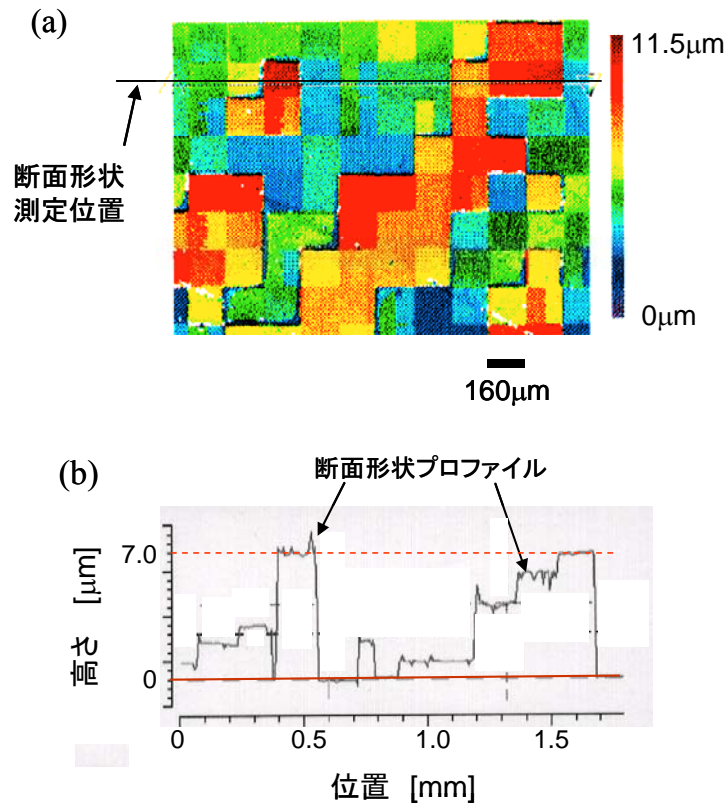 (a)
11.5μm
断面形状
測定位置
0μm
160μm
(b)
断面形状プロファイル
7.0
高さ [μm]
0
0 0.5 1.0 1.5
位置 [mm]